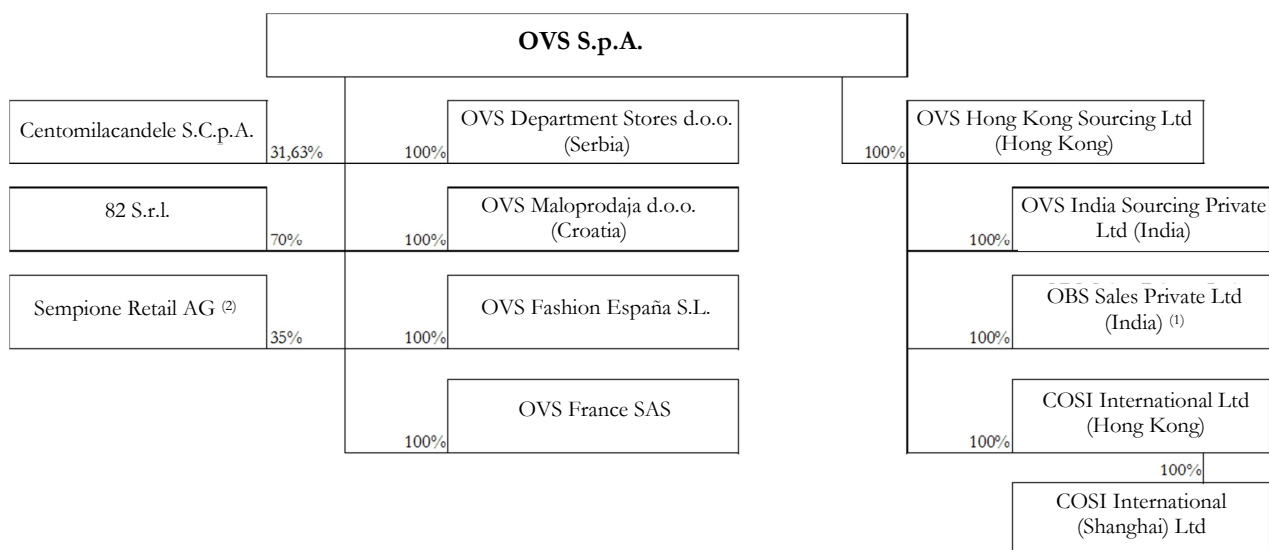 OVS S.p.A.
Centomilacandele S.C.p.A.
31,63%
100%
OVS Department Stores d.o.o.
(Serbia)
100%
OVS Hong Kong Sourcing Ltd
(Hong Kong)
82 S.r.l.
70%
100%
OVS Maloprodaja d.o.o.
(Croatia)
100%
OVS India Sourcing Private
Ltd (India)
Sempione Retail AG (2)
35%
100%
OVS Fashion España S.L.
100%
OBS Sales Private Ltd
(India) (1)
100%
OVS France SAS
100%
COSI International Ltd
(Hong Kong)
100%
COSI International
(Shanghai) Ltd